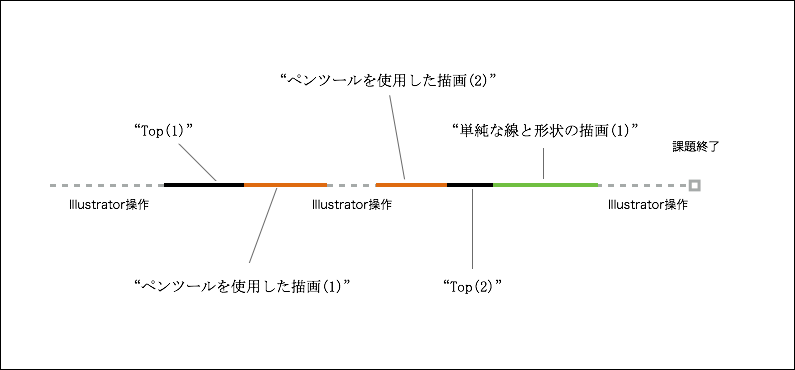 “ペンツールを使用した描画(2)”
“Top(1)”
“単純な線と形状の描画(1)”
課題終了
Illustrator操作
Illustrator操作
Illustrator操作
“ペンツールを使用した描画(1)”
“Top(2)”